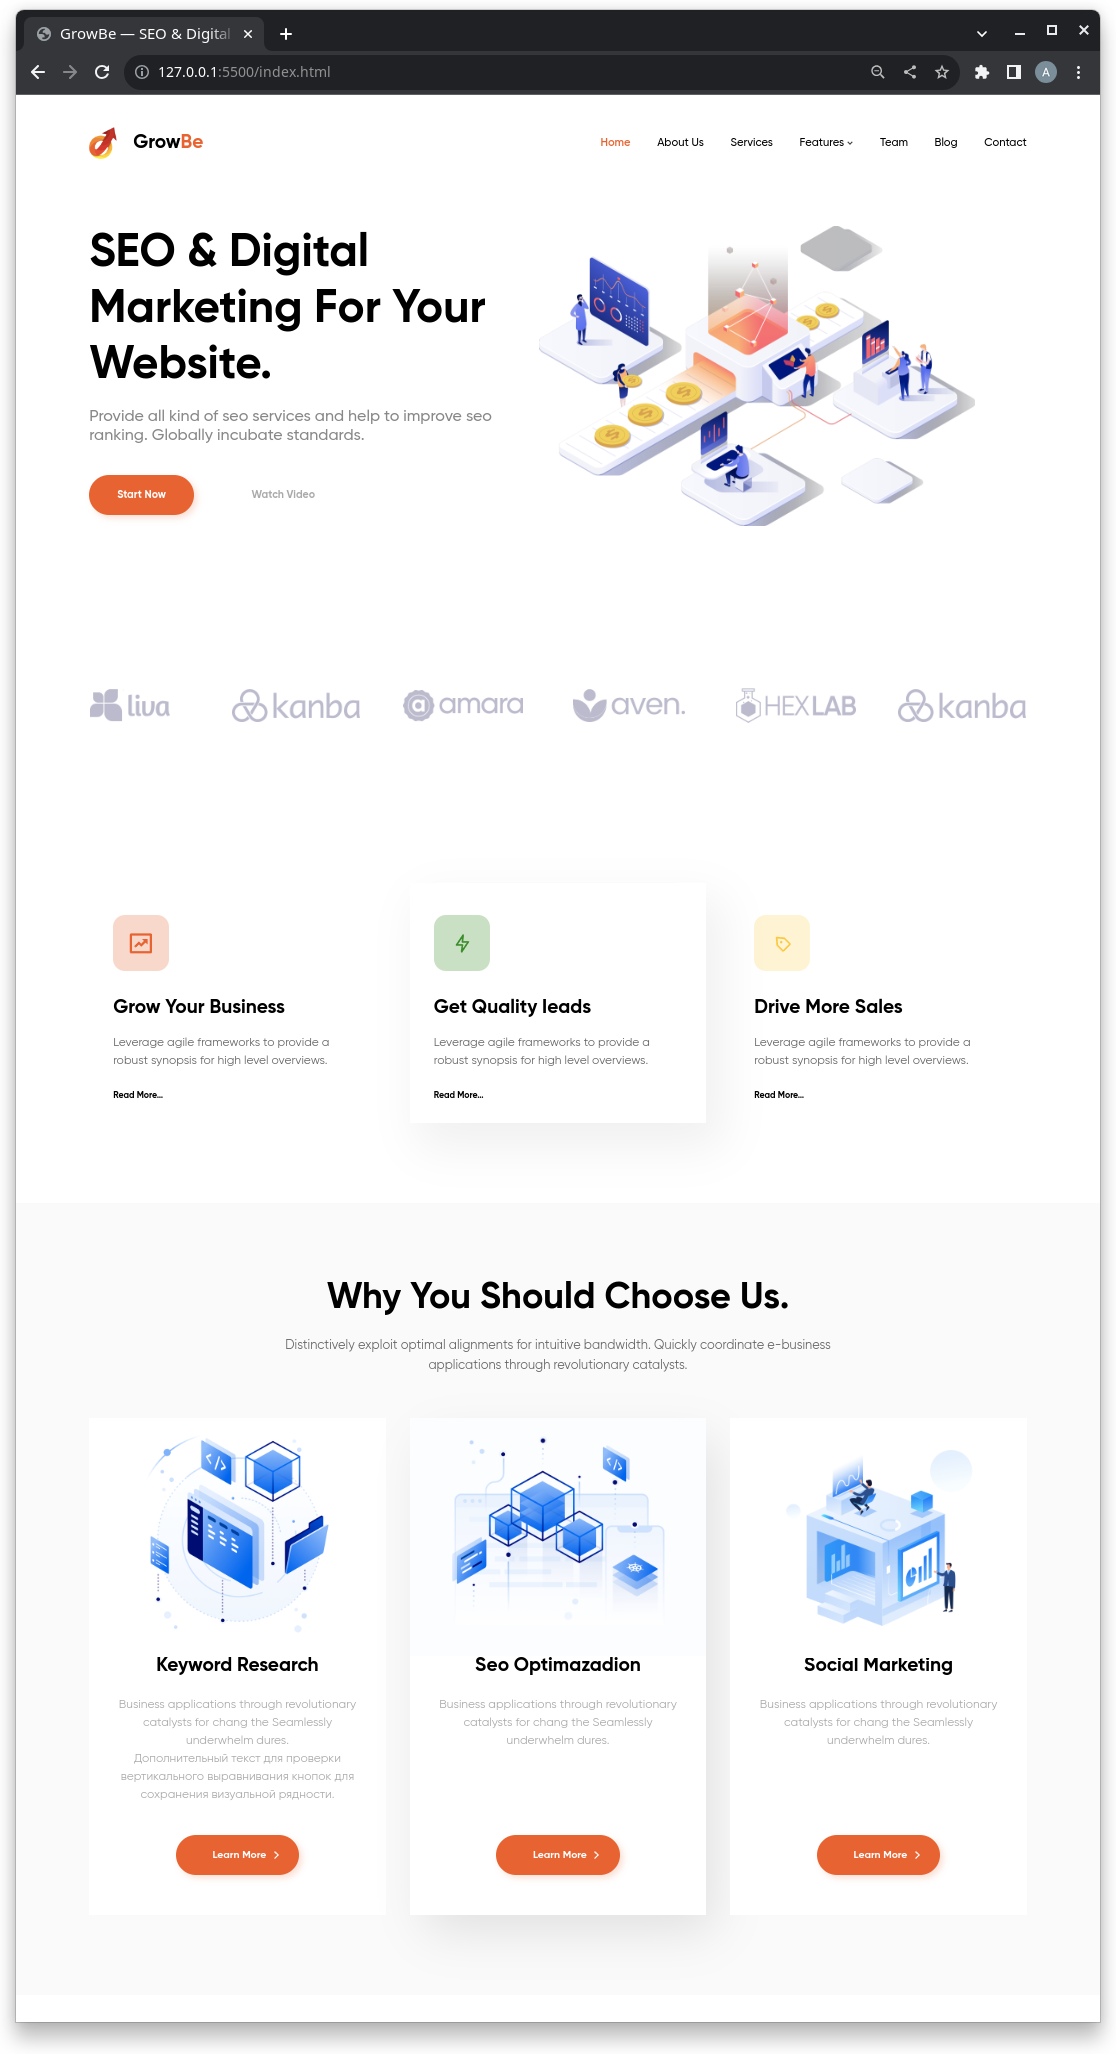 GrowBe — SEO & Digital
127.0.0.1:5500/index.html
A
GrowBe
Home About Us Services Features Team Blog Contact
SEO & Digital
Marketing For Your
Website.
Provide all kind of seo services and help to improve seo
ranking. Globally incubate standards.
Start Now Watch Video
liva kanba amara aven. HEXLAB kanba
Grow Your Business
Leverage agile frameworks to provide a
robust synopsis for high level overviews.
Read More...
Get Quality leads
Leverage agile frameworks to provide a
robust synopsis for high level overviews.
Read More...
Drive More Sales
Leverage agile frameworks to provide a
robust synopsis for high level overviews.
Read More...
Why You Should Choose Us.
Distinctively exploit optimal alignments for intuitive bandwidth. Quickly coordinate e-business
applications through revolutionary catalysts.
Keyword Research
Business applications through revolutionary
catalysts for chang the Seamlessly
underwhelm dures.
Дополнительный текст для проверки
вертикального выравнивания кнопок для
сохранения визуальной рядности.
Learn More
Seo Optimazadion
Business applications through revolutionary
catalysts for chang the Seamlessly
underwhelm dures.
Learn More
Social Marketing
Business applications through revolutionary
catalysts for chang the Seamlessly
underwhelm dures.
Learn More